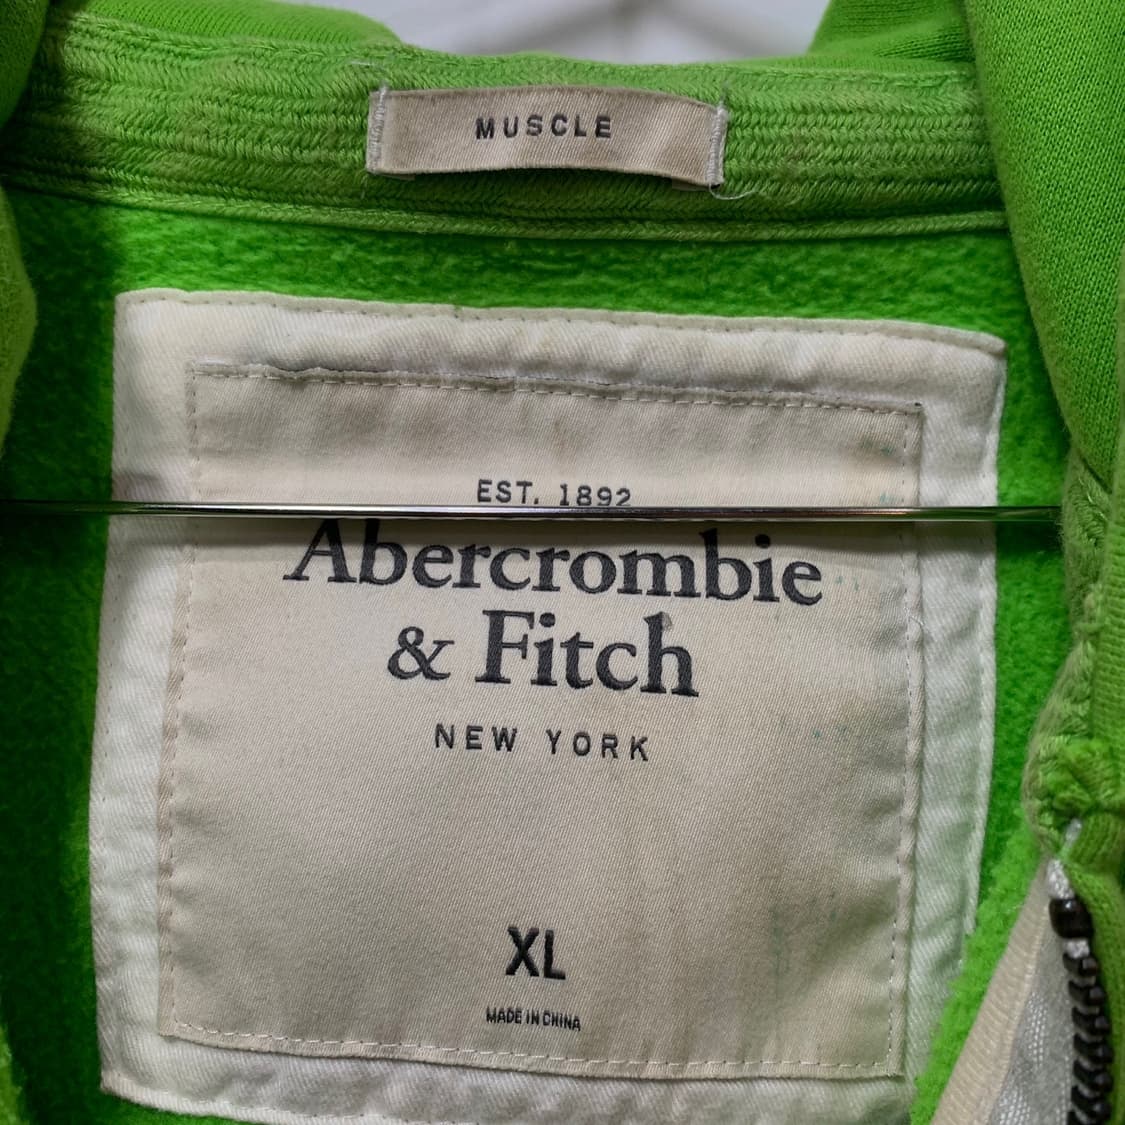 MUSCLE
EST. 1892
Abercrombie
& Fitch
NEW YORK
XL
MADE IN CHINA